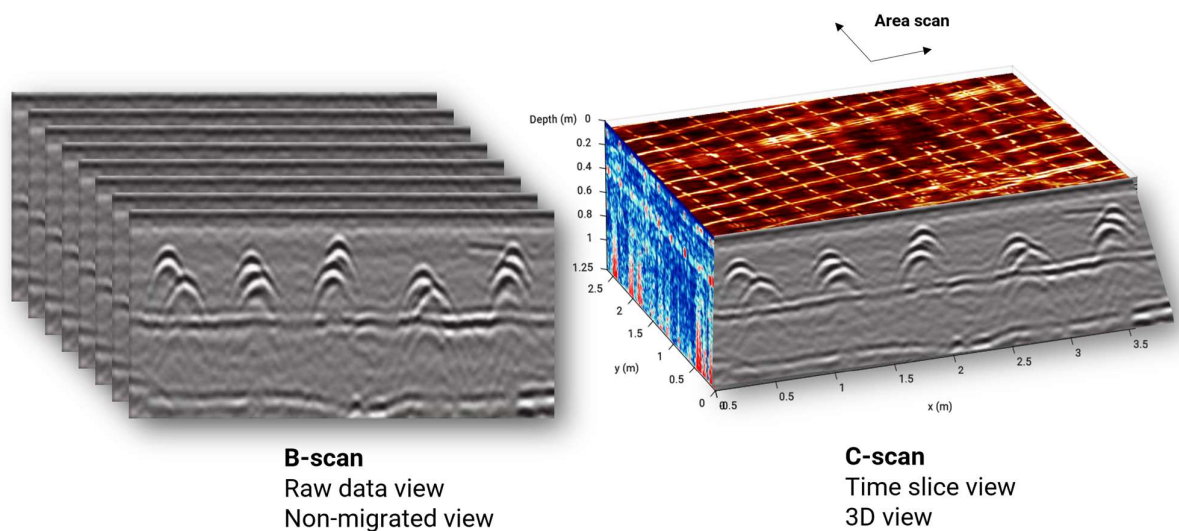 Area scan
Depth (m) 0
0.2
0.4
0.6
0.8
1
1.25
2.5
2
1.5
1
0.5
0
y (m)
0.5
0.5
1
1.5
2
2.5
3
3.5
x (m)
B-scan
Raw data view
Non-migrated view
C-scan
Time slice view
3D view